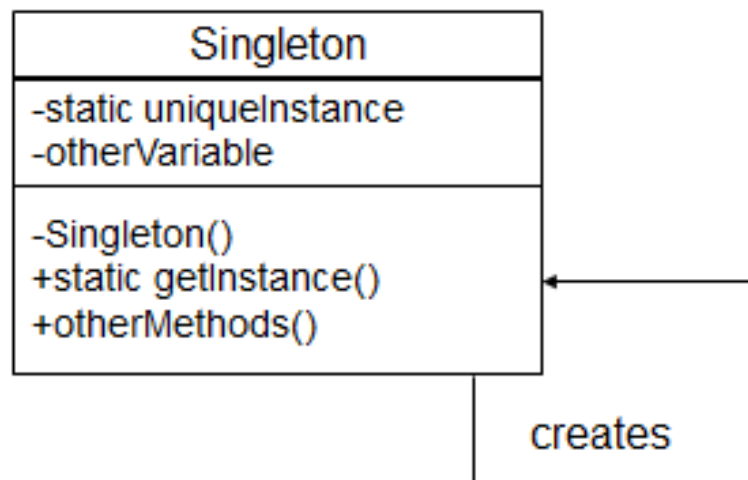 Singleton
-static uniqueInstance
-otherVariable
-Singleton()
+static getInstance()
+otherMethods()
creates